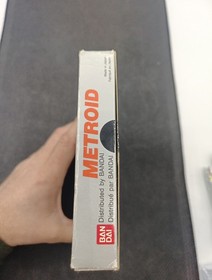 METROID
Distributed by BANDAI
Distribué par BANDAI
BAN
DAI